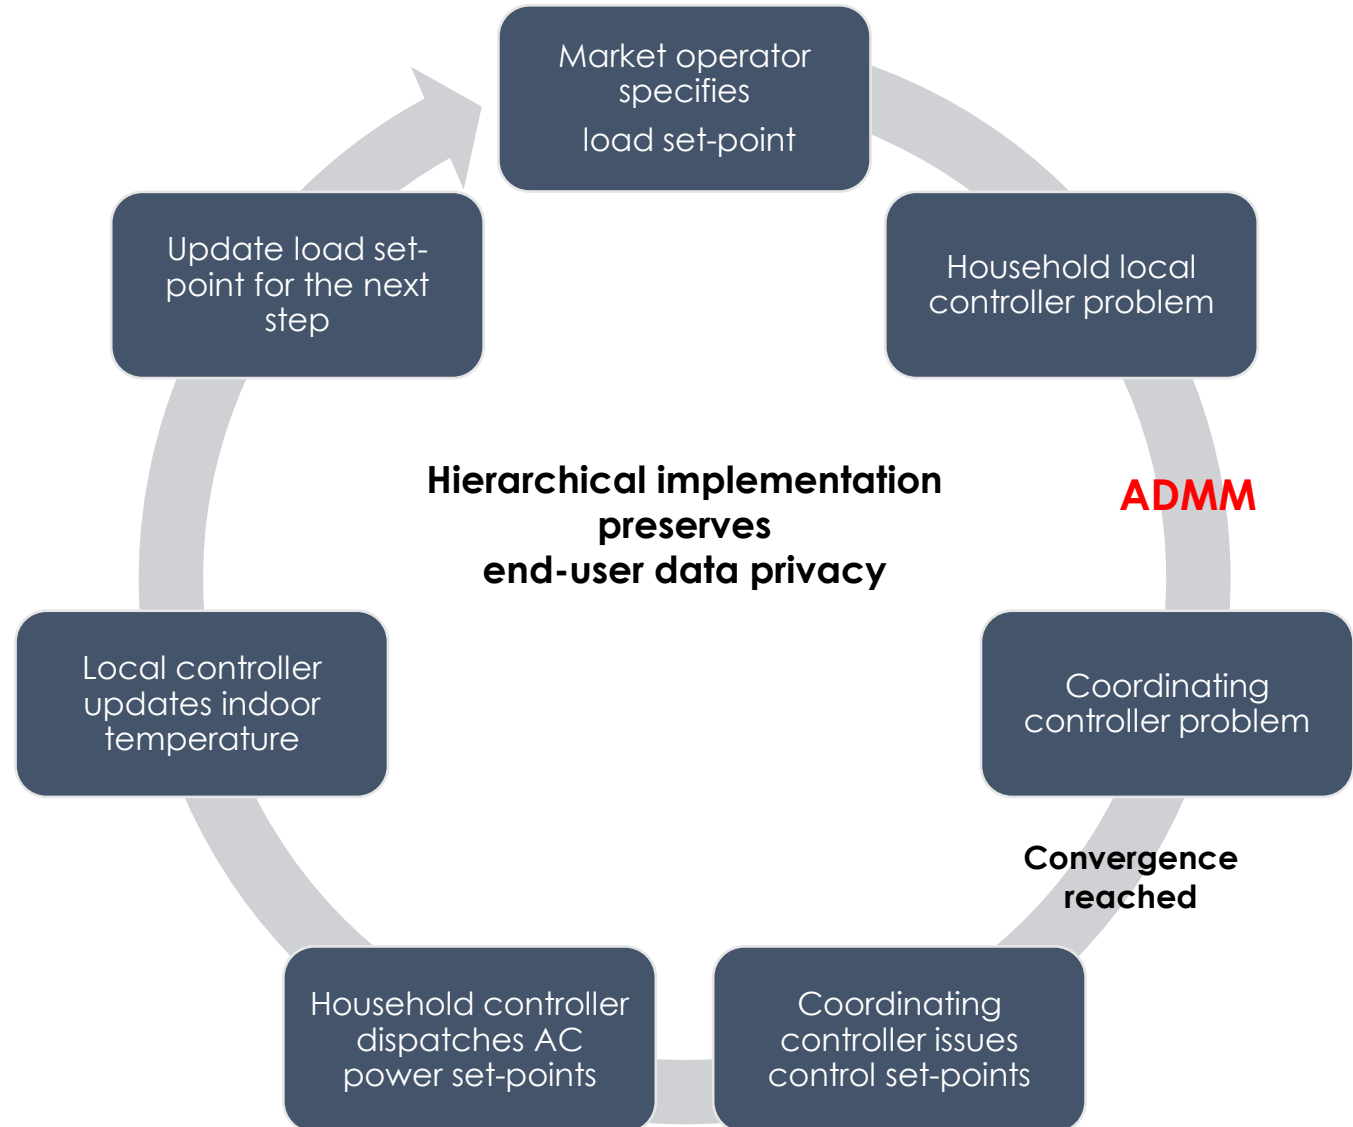 Market operator
specifies
load set-point
Household local
controller problem
ADMM
Coordinating
controller problem
Convergence
reached
Coordinating
controller issues
control set-points
Household controller
dispatches AC
power set-points
Local controller
updates indoor
temperature
Update load set-
point for the next
step
Hierarchical implementation
preserves
end-user data privacy